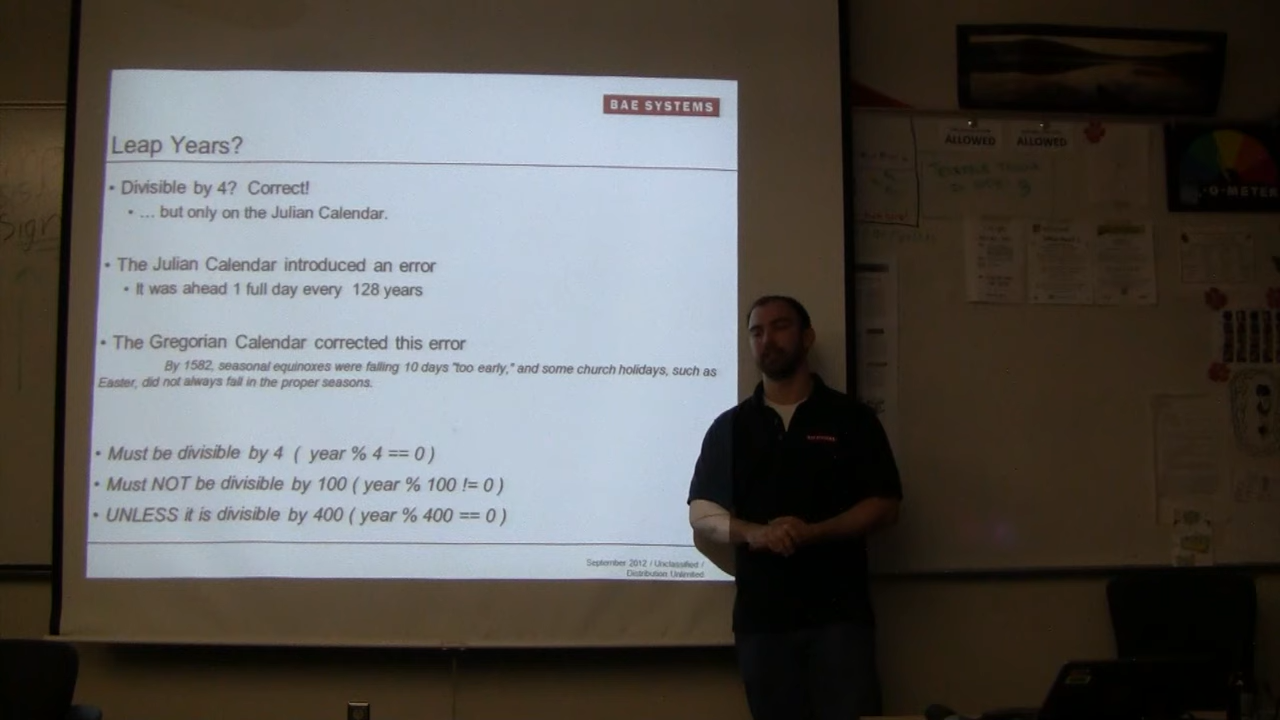 BAE SYSTEMS
Leap Years?
• Divisible by 4? Correct!
• ... but only on the Julian Calendar.
• The Julian Calendar introduced an error
• It was ahead 1 full day every 128 years
• The Gregorian Calendar corrected this error
By 1582, seasonal equinoxes were falling 10 days "too early," and some church holidays, such as
Easter, did not always fall in the proper seasons.
• Must be divisible by 4 ( year % 4 == 0 )
• Must NOT be divisible by 100 ( year % 100 != 0 )
• UNLESS it is divisible by 400 ( year % 400 == 0 )
September 2012 / Unclassified /
Distribution Unlimited
ALLOWED
ALLOWED
-O-METER
Sign